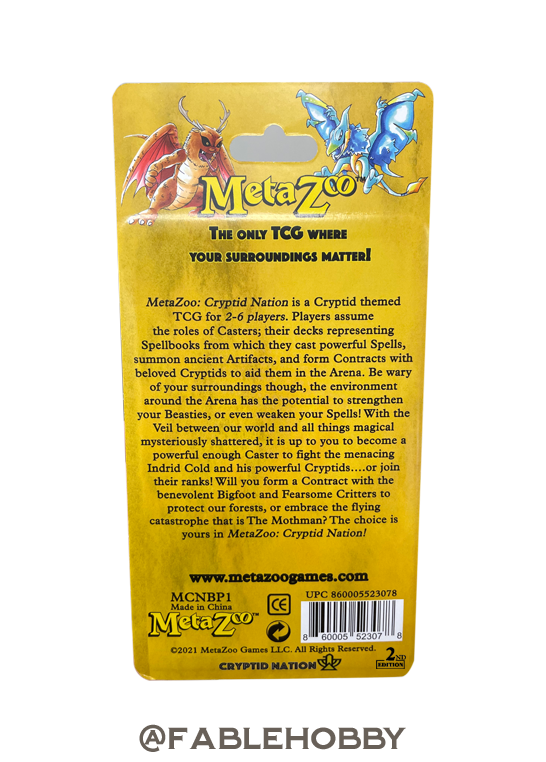 MetaZoo™
The only TCG where
your surroundings matter!
MetaZoo: Cryptid Nation is a Cryptid themed
TCG for 2-6 players. Players assume
the roles of Casters; their decks representing
Spellbooks from which they cast powerful Spells,
summon ancient Artifacts, and form Contracts with
beloved Cryptids to aid them in the Arena. Be wary
of your surroundings though, the environment
around the Arena has the potential to strengthen
your Beasties, or even weaken your Spells! With the
Veil between our world and all things magical
mysteriously shattered, it is up to you to become a
powerful enough Caster to fight the menacing
Indrid Cold and his powerful Cryptids....or join
their ranks! Will you form a Contract with the
benevolent Bigfoot and Fearsome Critters to
protect our forests, or embrace the flying
catastrophe that is The Mothman? The choice is
yours in MetaZoo: Cryptid Nation!
www.metazoogames.com
MCNBP1
Made in China
MetaZoo™
CE
UPC 860005523078
8 60005 52307 8
©2021 MetaZoo Games LLC. All Rights Reserved.
CRYPTID NATION
2ND
EDITION
@FABLEHOBBY